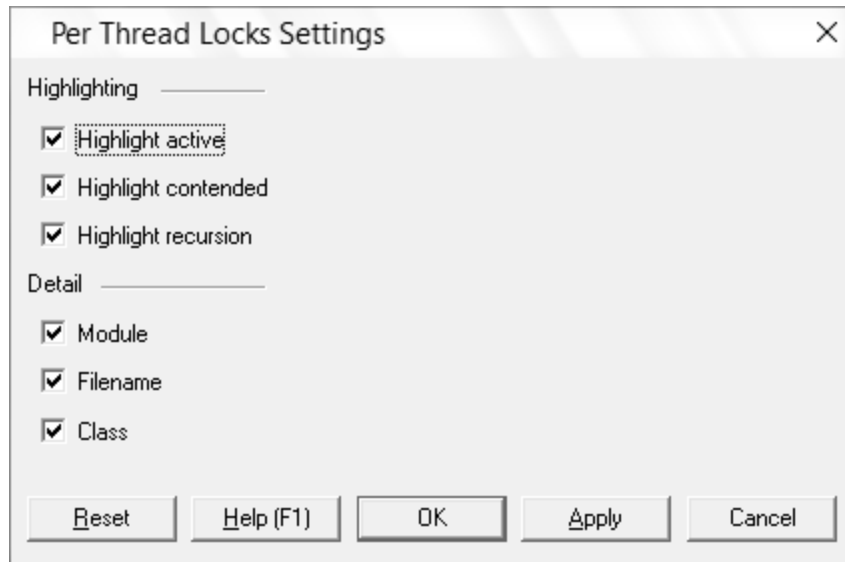 Per Thread Locks Settings
Highlighting
Highlight active
Highlight contended
Highlight recursion
Detail
Module
Filename
Class
Reset Help (F1) OK Apply Cancel